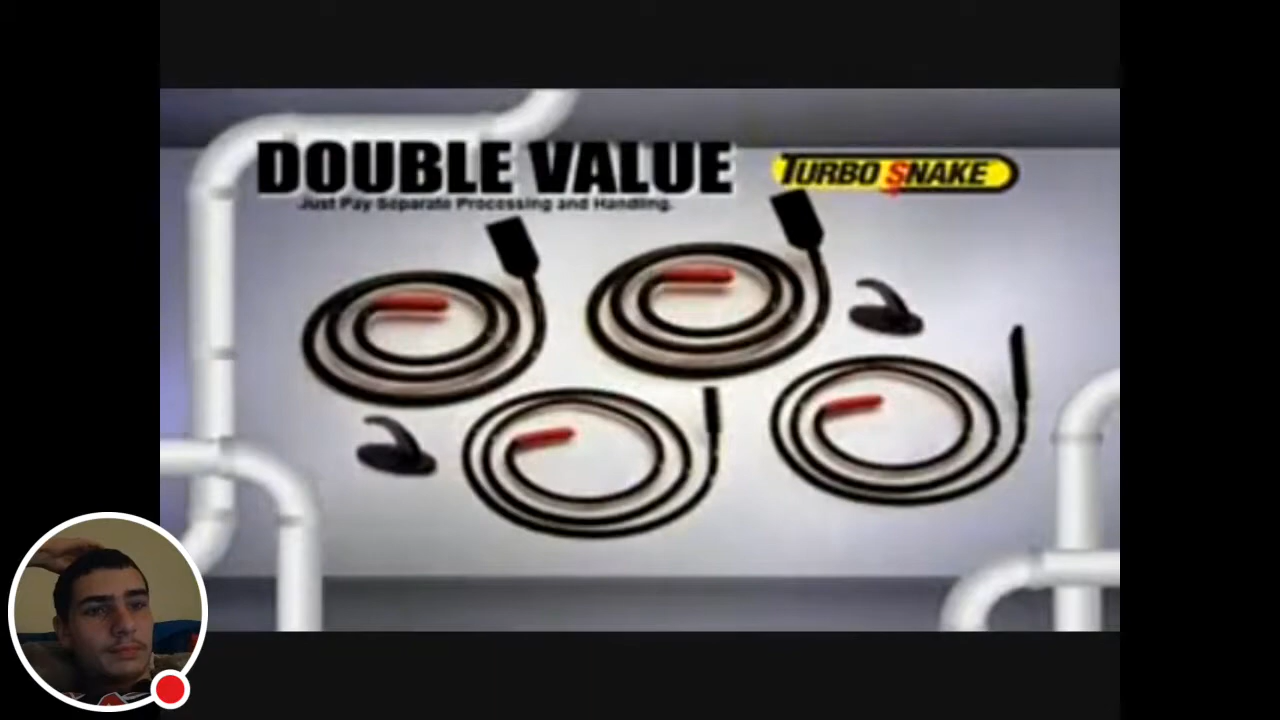 DOUBLE VALUE
Just Pay Separate Processing and Handling.
TURBO SNAKE